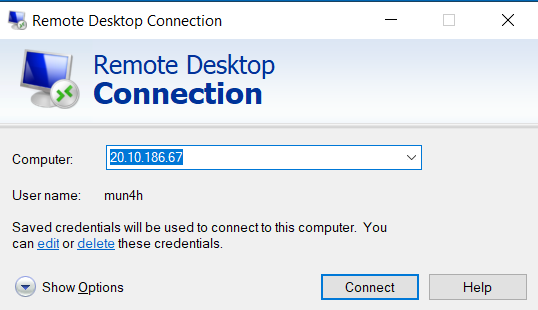 Remote Desktop Connection
Remote Desktop
Connection
Computer: 20.10.186.67
User name: mun4h
Saved credentials will be used to connect to this computer. You
can edit or delete these credentials.
Show Options Connect Help